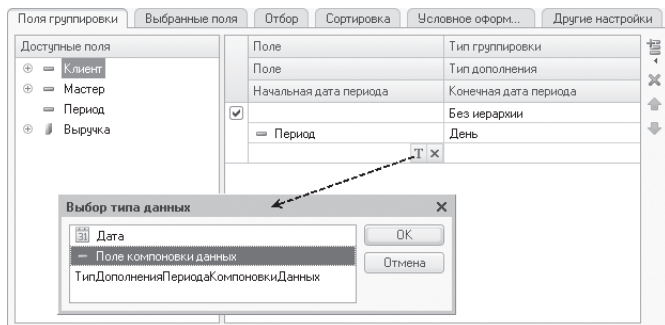 Поля группировки Выбранные поля Отбор Сортировка Условное оформ... Другие настройки
Доступные поля
Клиент
Мастер
Период
Выручка
Поле Тип группировки
Поле Тип дополнения
Начальная дата периода Конечная дата периода
Без иерархии
Период День
T ×
Выбор типа данных
31 Дата
Поле компоновки данных
ТипДополненияПериодаКомпоновкиДанных
OK
Отмена